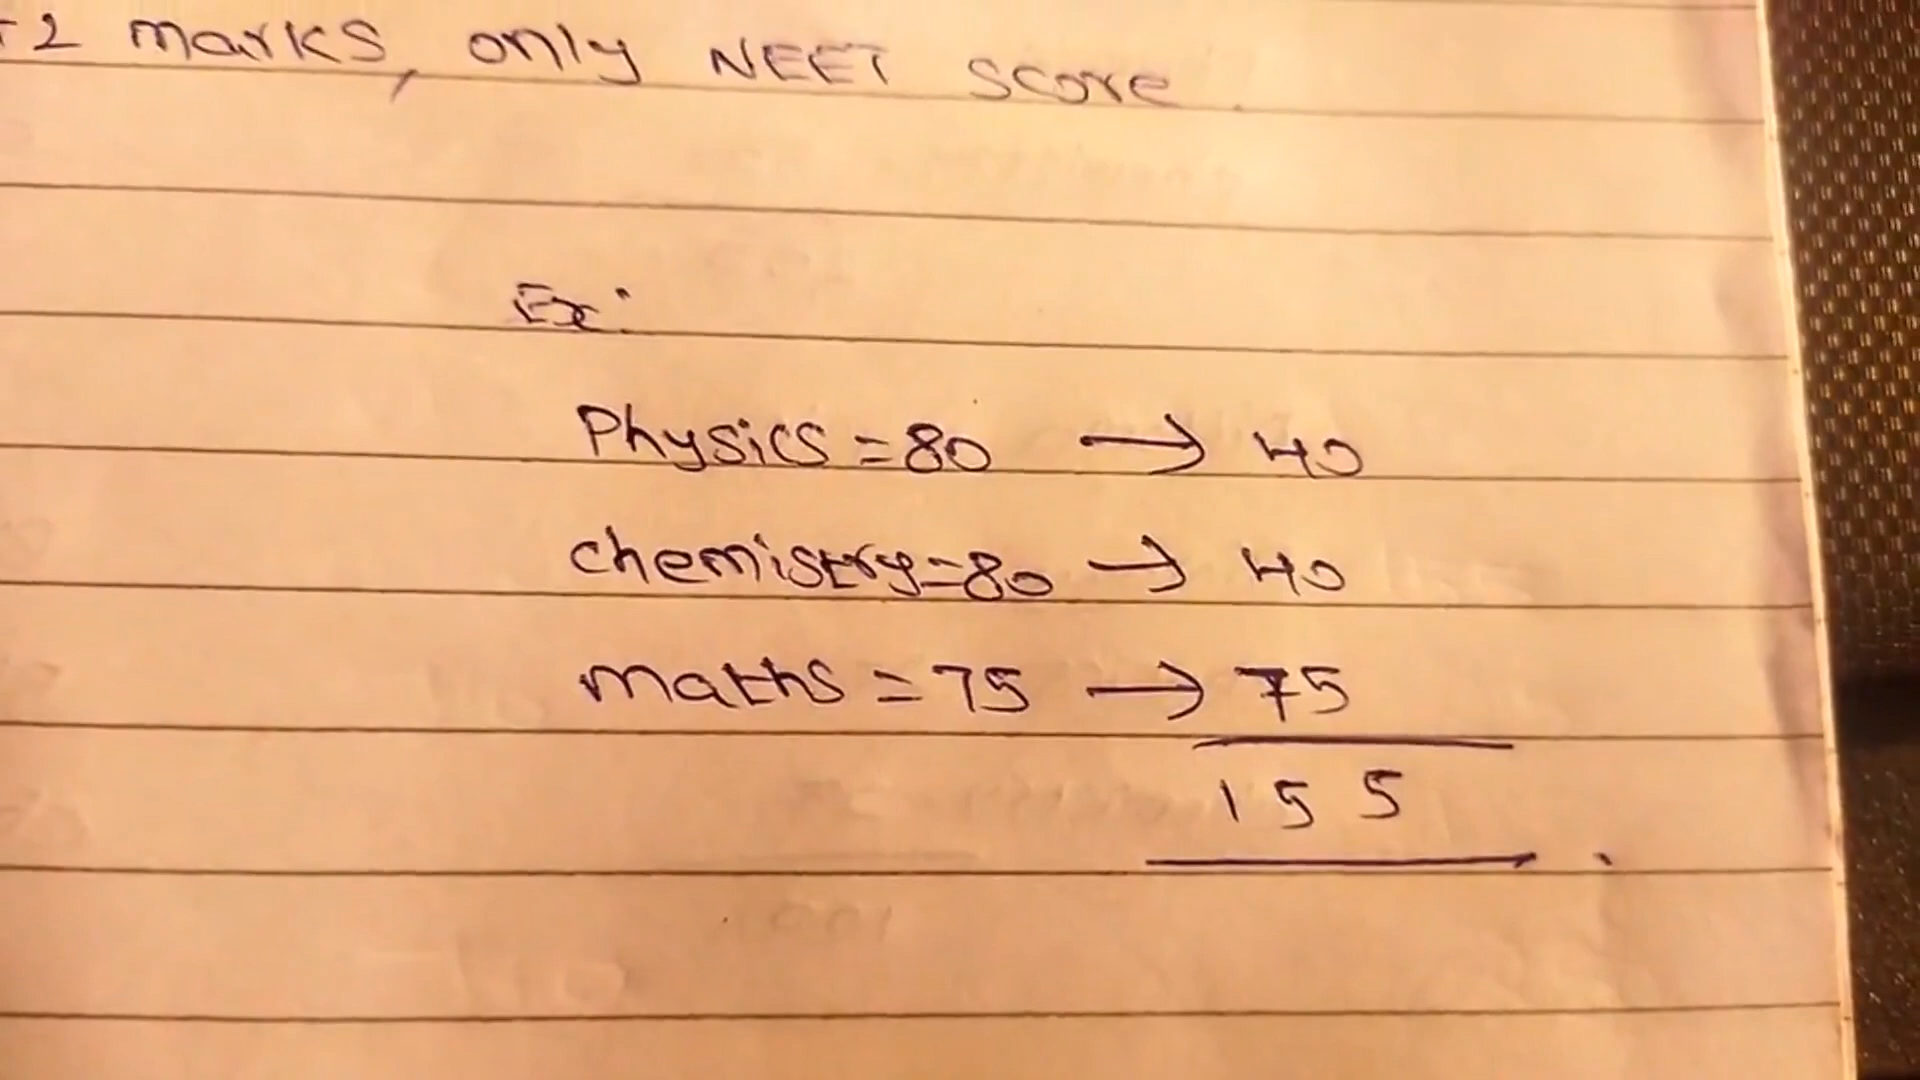 +2 marks, only NEET score.
Ex:
Physics = 80 → 40
chemistry = 80 → 40
maths = 75 → 75
155